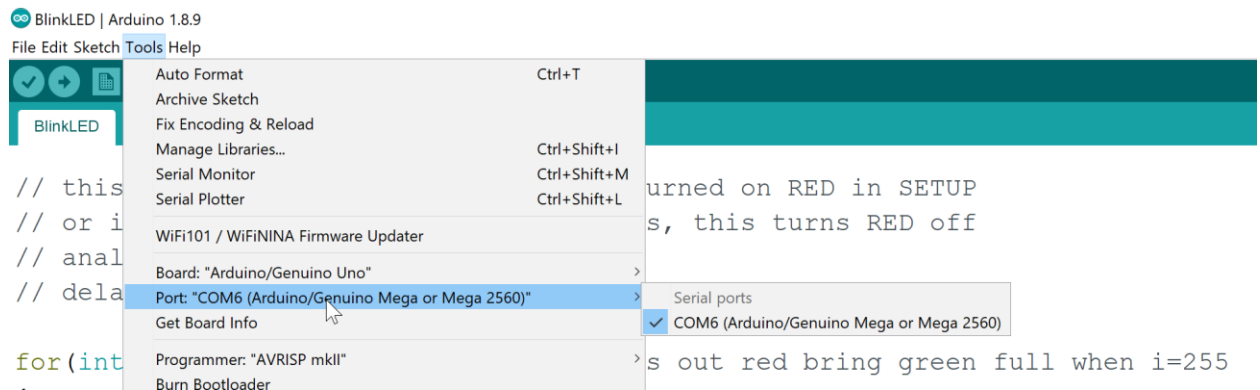 BlinkLED | Arduino 1.8.9
File Edit Sketch Tools Help
BlinkLED
Auto Format Ctrl+T
Archive Sketch
Fix Encoding & Reload
Manage Libraries... Ctrl+Shift+I
Serial Monitor Ctrl+Shift+M
Serial Plotter Ctrl+Shift+L
WiFi101 / WiFiNINA Firmware Updater
Board: "Arduino/Genuino Uno"
Port: "COM6 (Arduino/Genuino Mega or Mega 2560)"
Get Board Info
Programmer: "AVRISP mkII"
Burn Bootloader
Serial ports
COM6 (Arduino/Genuino Mega or Mega 2560)
// this urned on RED in SETUP
// or i s, this turns RED off
// anal
// dela
for(int s out red bring green full when i=255